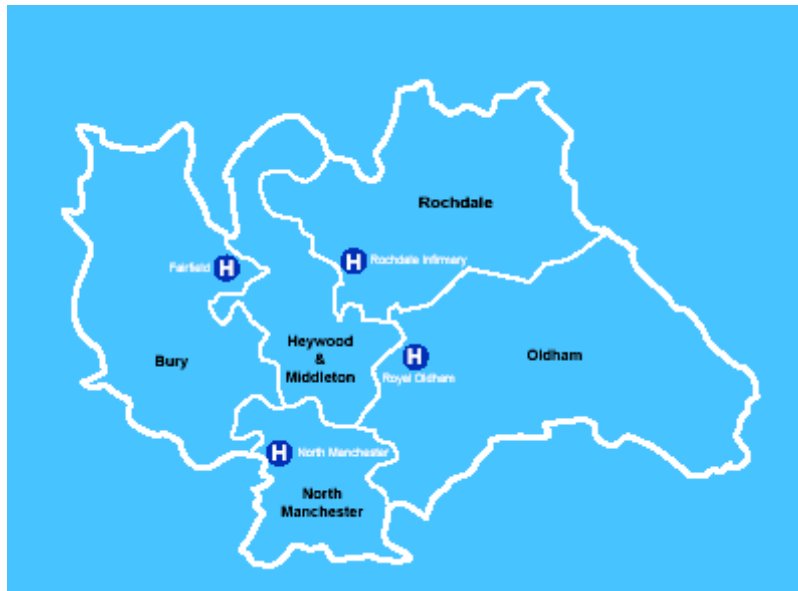 Rochdale
H Rochdale Infirmary
Fairfield H
Heywood
&
Middleton
Bury
Oldham
H
Royal Oldham
H North Manchester
North
Manchester